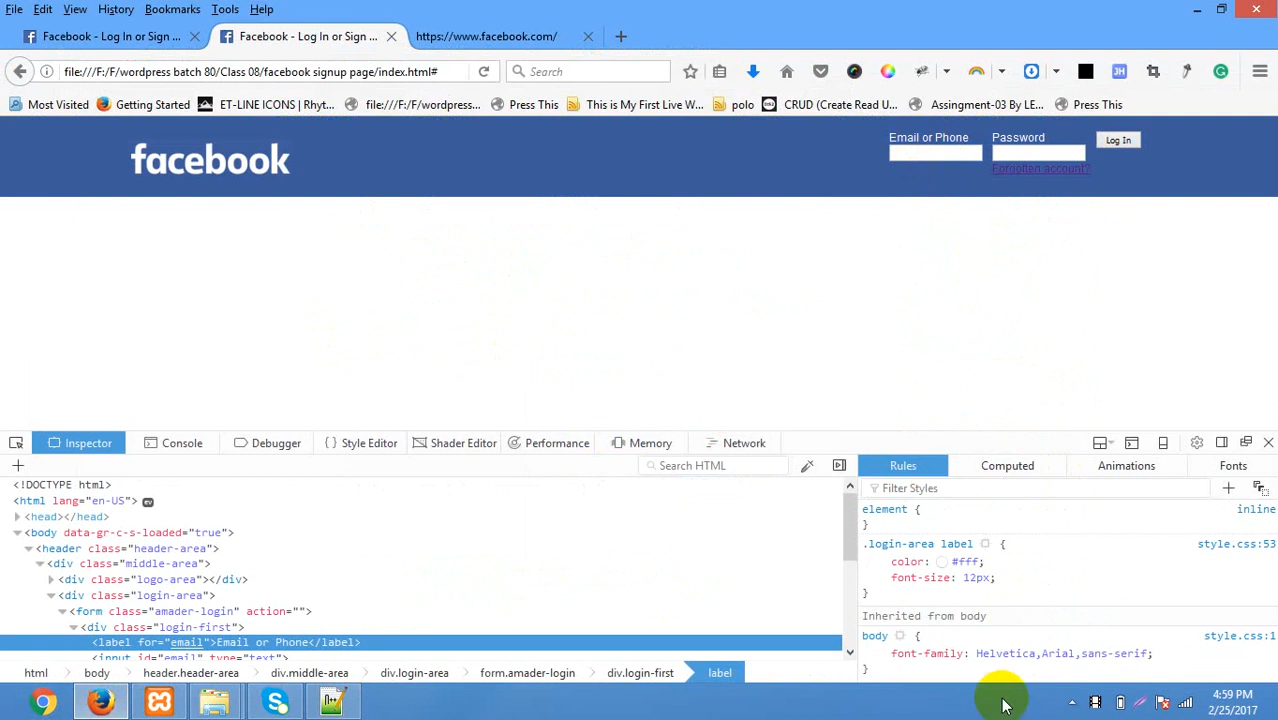 File Edit View History Bookmarks Tools Help
Facebook - Log In or Sign ... Facebook - Log In or Sign ... https://www.facebook.com/
file:///F:/F/wordpress batch 80/Class 08/facebook signup page/index.html# Search
Most Visited Getting Started ET-LINE ICONS | Rhyt... file:///F:/F/wordpress... Press This This is My First Live W... polo CRUD (Create Read U... Assingment-03 By LE... Press This
facebook
Email or Phone Password Log In
Forgotten account?
Inspector Console Debugger Style Editor Shader Editor Performance Memory Network
Search HTML Rules Computed Animations Fonts
<!DOCTYPE html> Filter Styles
<html lang="en-US"> ev
<head></head>
<body data-gr-c-s-loaded="true">
<header class="header-area">
<div class="middle-area">
<div class="logo-area"></div>
<div class="login-area">
<form class="amader-login" action="">
<div class="login-first">
<label for="email">Email or Phone</label>
<input id="email" type="text">
element { inline
}
.login-area label { style.css:53
color: #fff;
font-size: 12px;
}
Inherited from body
body { style.css:1
font-family: Helvetica,Arial,sans-serif;
}
html body header.header-area div.middle-area div.login-area form.amader-login div.login-first label
4:59 PM
2/25/2017